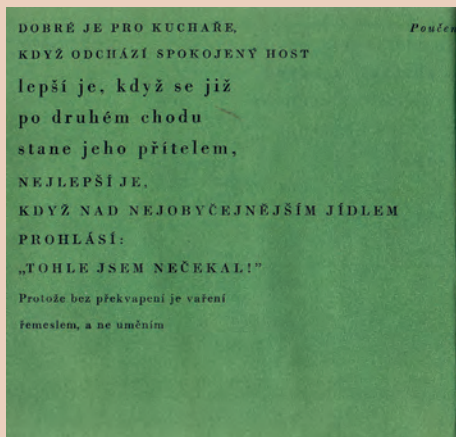 DOBRÉ JE PRO KUCHAŘE,
KDYŽ ODCHÁZÍ SPOKOJENÝ HOST
lepší je, když se již
po druhém chodu
stane jeho přítelem,
NEJLEPŠÍ JE,
KDYŽ NAD NEJOBYČEJNĚJŠÍM JÍDLEM
PROHLÁSÍ:
„TOHLE JSEM NEČEKAL!”
Protože bez překvapení je vaření
řemeslem, a ne uměním
Poučen